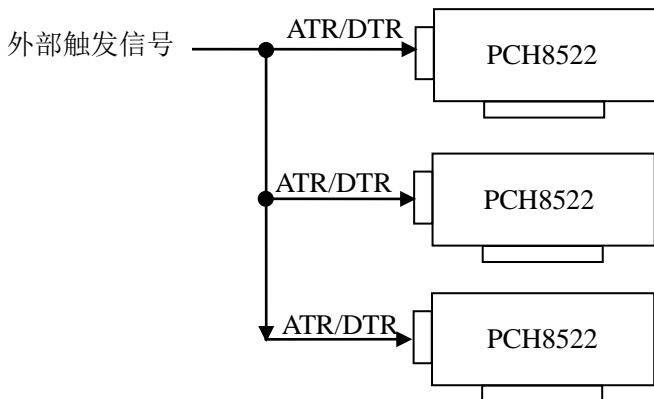 外部触发信号
ATR/DTR
PCH8522
ATR/DTR
PCH8522
ATR/DTR
PCH8522